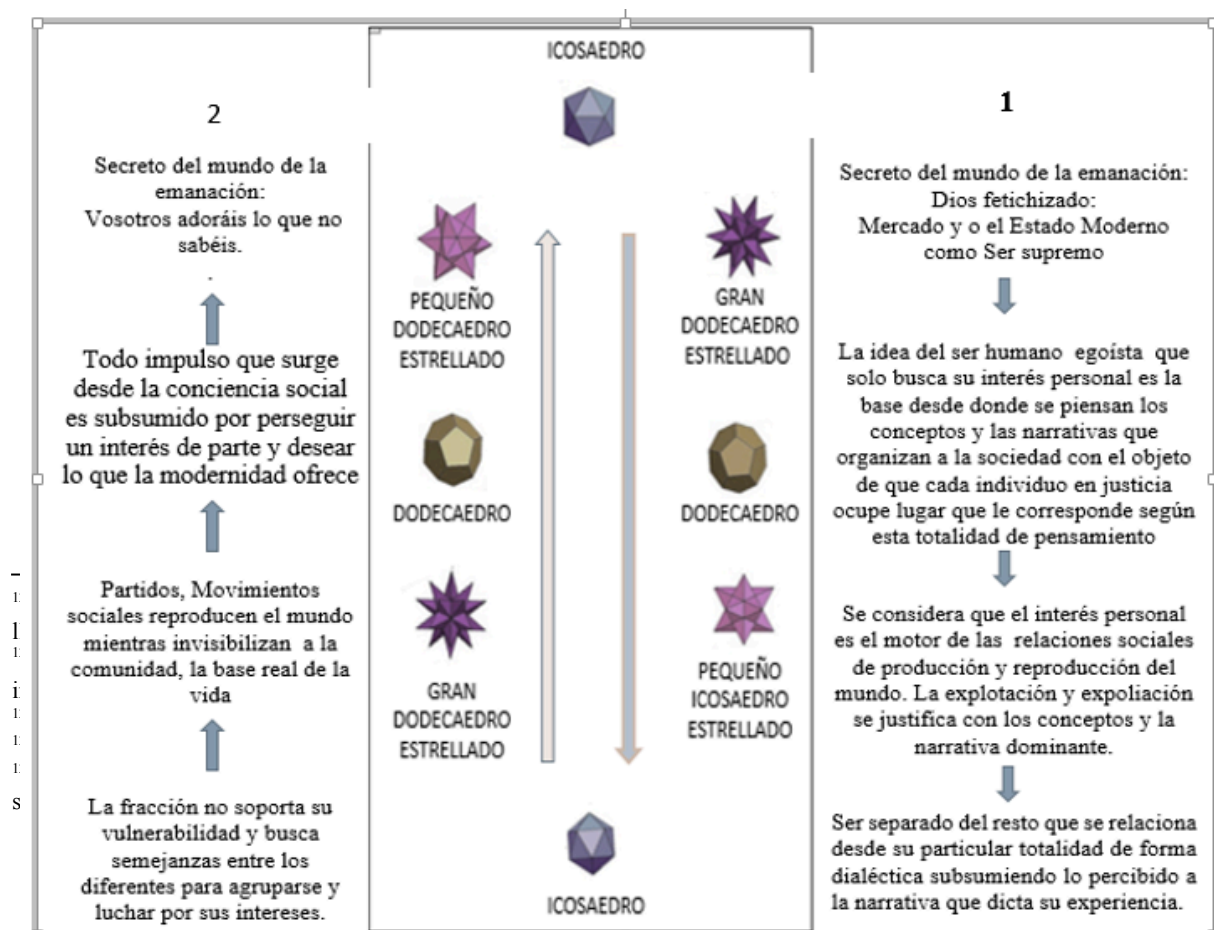 2
Secreto del mundo de la
emanación:
Vosotros adoráis lo que no
sabéis.
.
Todo impulso que surge
desde la conciencia social
es subsumido por perseguir
un interés de parte y desear
lo que la modernidad ofrece
Partidos, Movimientos
sociales reproducen el mundo
mientras invisibilizan a la
comunidad, la base real de la
vida
La fracción no soporta su
vulnerabilidad y busca
semejanzas entre los
diferentes para agruparse y
luchar por sus intereses.
ICOSAEDRO
PEQUEÑO
DODECAEDRO
ESTRELLADO
DODECAEDRO
GRAN
DODECAEDRO
ESTRELLADO
GRAN
DODECAEDRO
ESTRELLADO
DODECAEDRO
PEQUEÑO
ICOSAEDRO
ESTRELLADO
ICOSAEDRO
1
Secreto del mundo de la emanación:
Dios fetichizado:
Mercado y o el Estado Moderno
como Ser supremo
La idea del ser humano egoísta que
solo busca su interés personal es la
base desde donde se piensan los
conceptos y las narrativas que
organizan a la sociedad con el objeto
de que cada individuo en justicia
ocupe lugar que le corresponde según
esta totalidad de pensamiento
Se considera que el interés personal
es el motor de las relaciones sociales
de producción y reproducción del
mundo. La explotación y expoliación
se justifica con los conceptos y la
narrativa dominante.
Ser separado del resto que se relaciona
desde su particular totalidad de forma
dialéctica subsumiendo lo percibido a
la narrativa que dicta su experiencia.